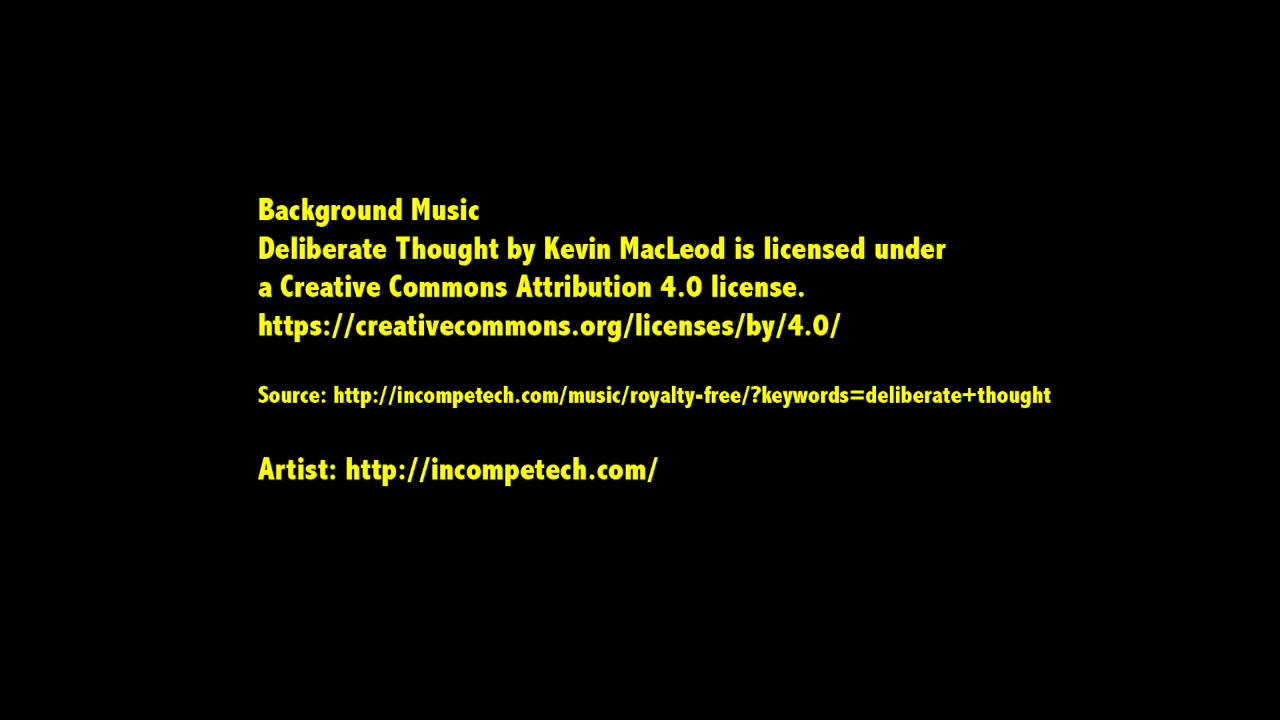 Background Music
Deliberate Thought by Kevin MacLeod is licensed under
a Creative Commons Attribution 4.0 license.
https://creativecommons.org/licenses/by/4.0/
Source: http://incompetech.com/music/royalty-free/?keywords=deliberate+thought
Artist: http://incompetech.com/